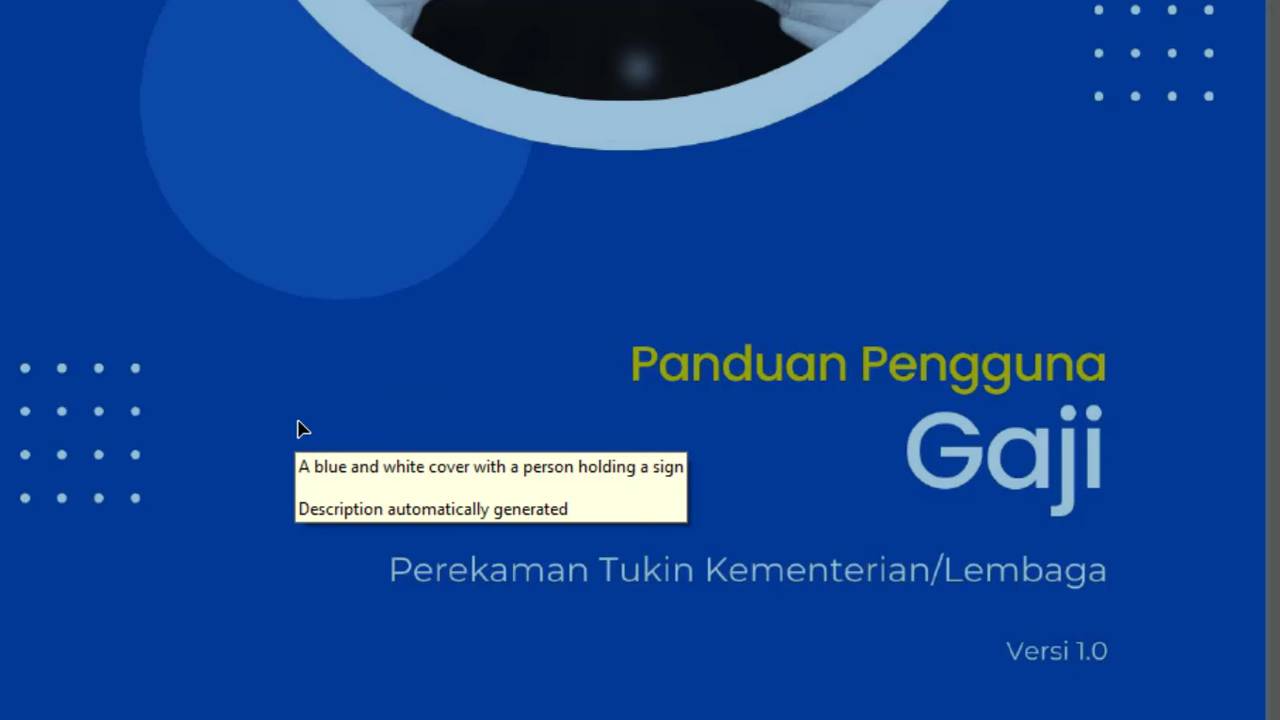 Panduan Pengguna
Gaji
A blue and white cover with a person holding a sign
Description automatically generated
Perekaman Tukin Kementerian/Lembaga
Versi 1.0